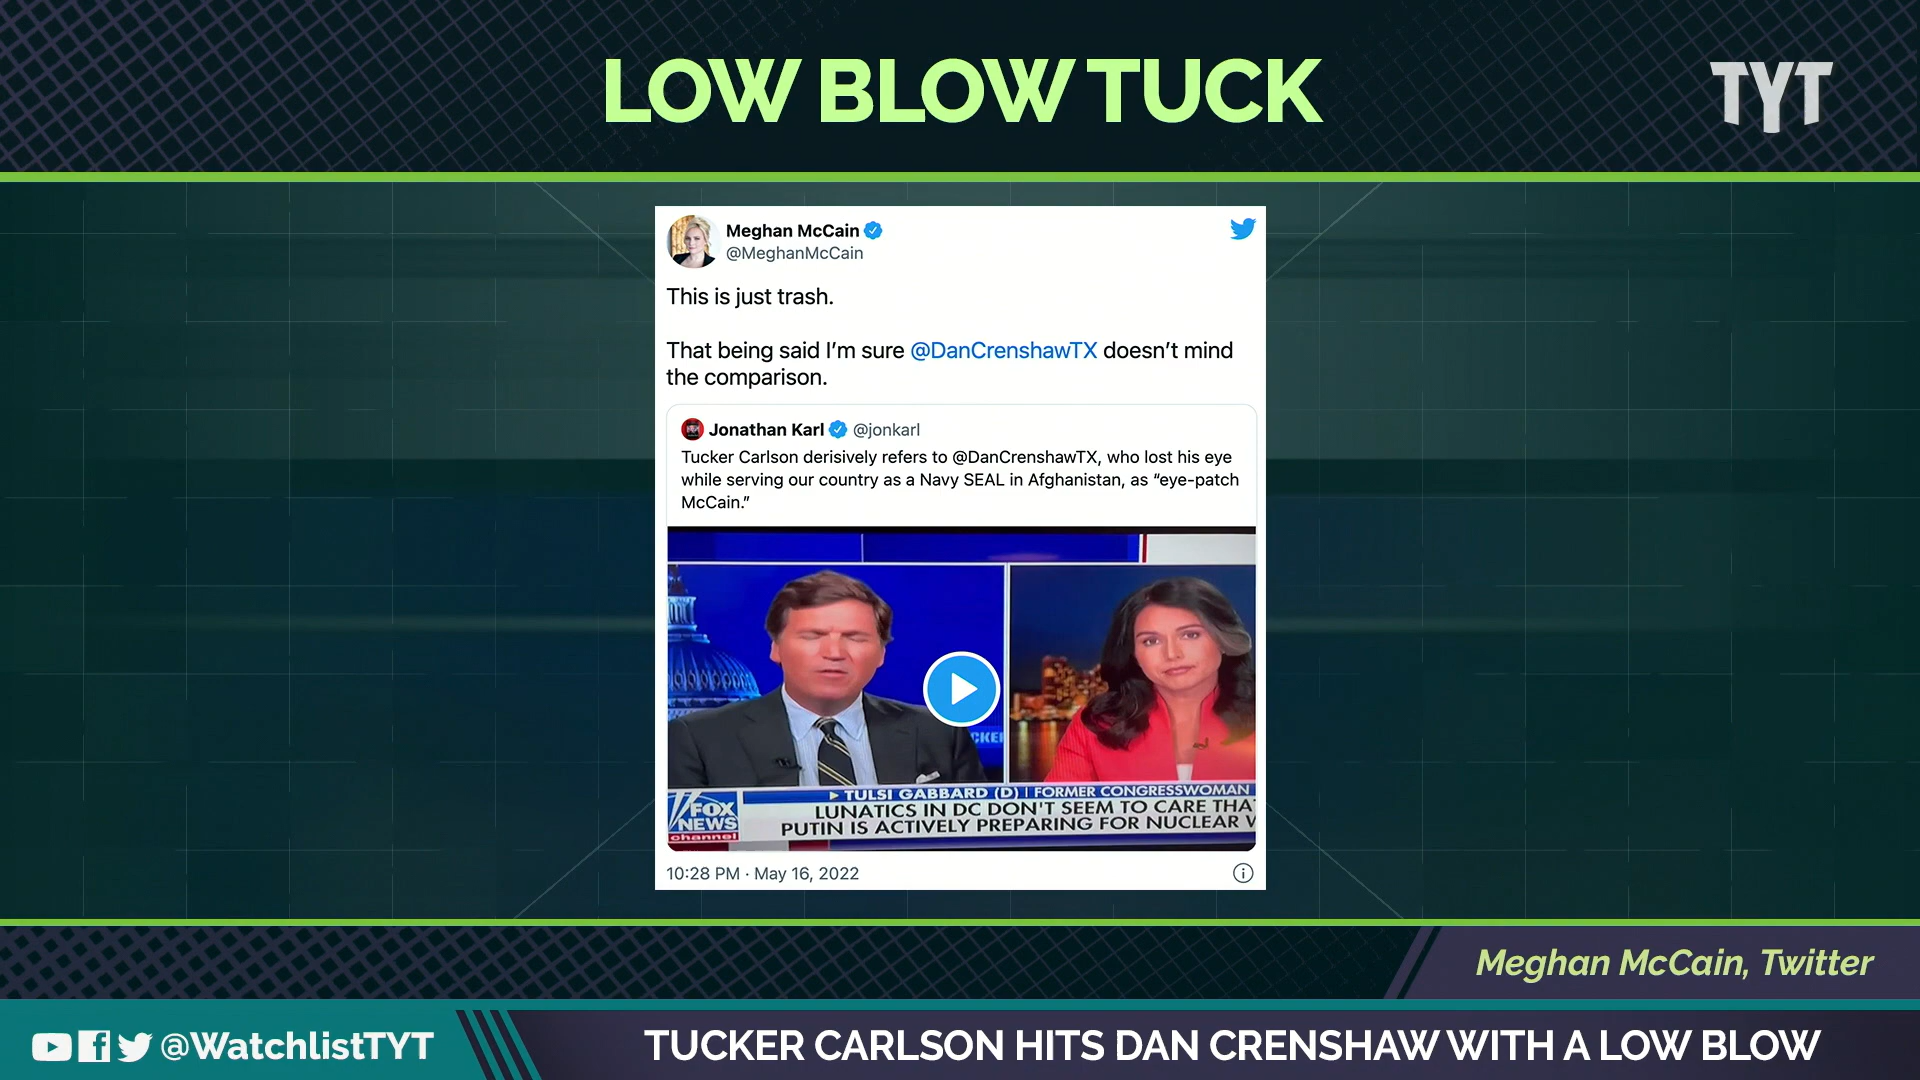 LOW BLOW TUCK
TYT
Meghan McCain
@MeghanMcCain
This is just trash.
That being said I'm sure @DanCrenshawTX doesn't mind
the comparison.
Jonathan Karl @jonkarl
Tucker Carlson derisively refers to @DanCrenshawTX, who lost his eye
while serving our country as a Navy SEAL in Afghanistan, as “eye-patch
McCain.”
TULSI GABBARD (D) | FORMER CONGRESSWOMAN
FOX
NEWS
channel
LUNATICS IN DC DON'T SEEM TO CARE
PUTIN IS ACTIVELY PREPARING FOR NUCLEAR
10:28 PM · May 16, 2022
Meghan McCain, Twitter
@WatchlistTYT
TUCKER CARLSON HITS DAN CRENSHAW WITH A LOW BLOW